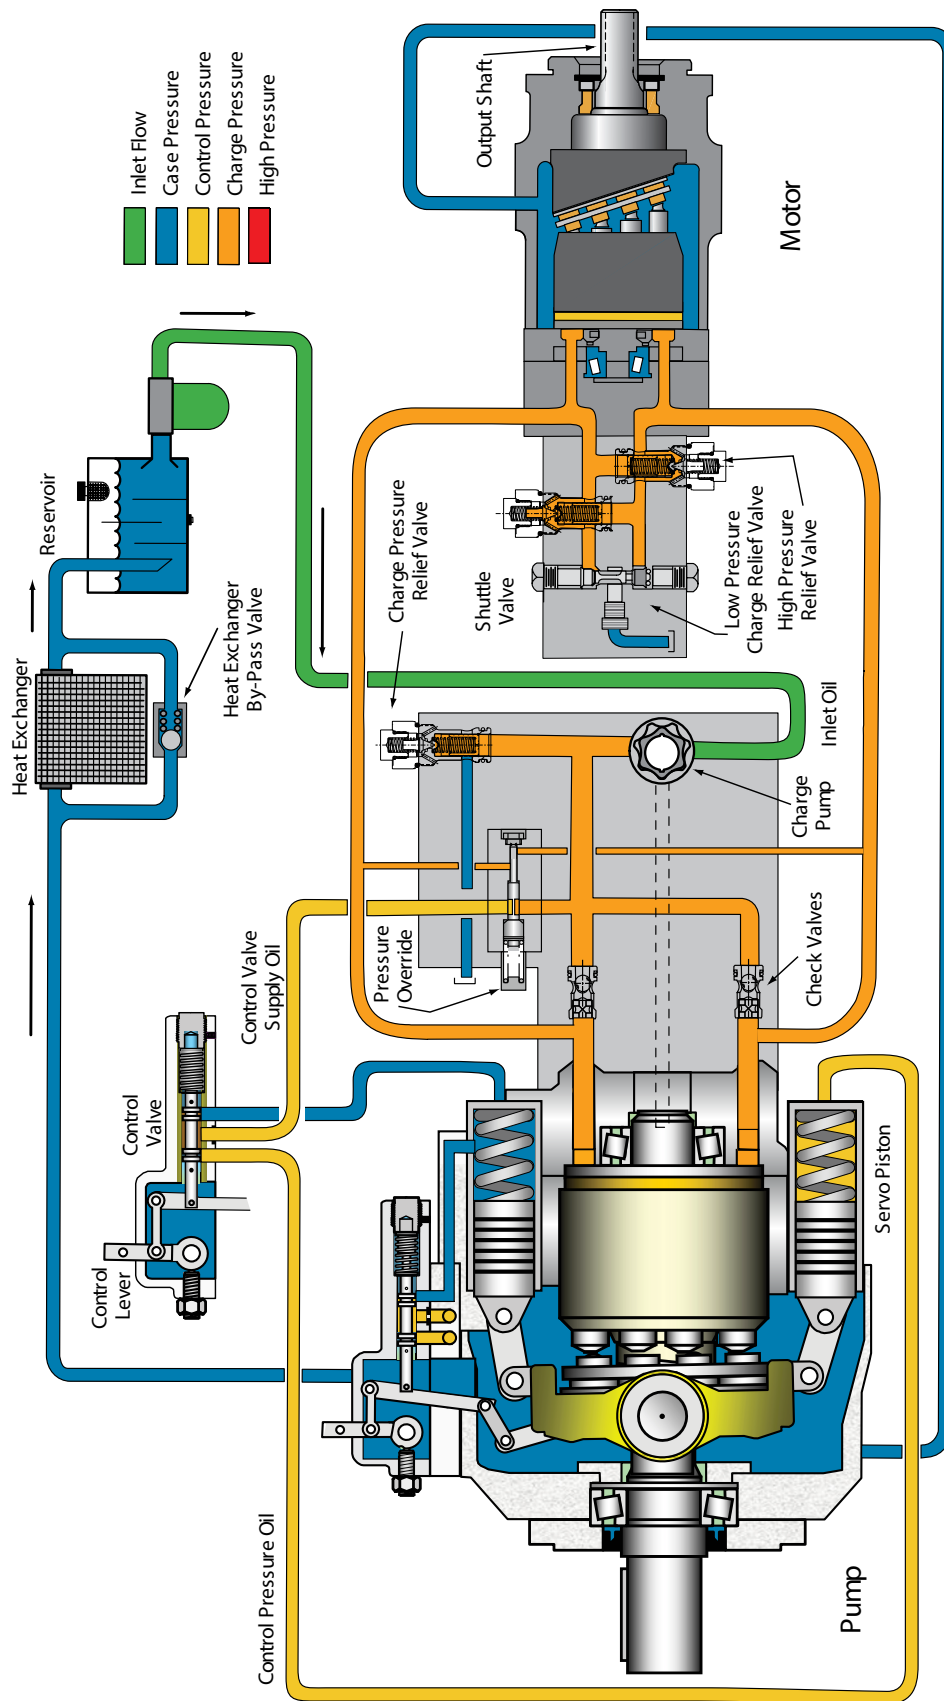 Inlet Flow
Case Pressure
Control Pressure
Charge Pressure
High Pressure
Output Shaft
Motor
Reservoir
Heat Exchanger
Heat Exchanger
By-Pass Valve
Charge Pressure
Relief Valve
Shuttle
Valve
Low Pressure
Charge Relief Valve
High Pressure
Relief Valve
Inlet Oil
Charge
Pump
Check Valves
Pressure
Override
Control Valve
Supply Oil
Control
Valve
Control
Lever
Servo Piston
Control Pressure Oil
Pump